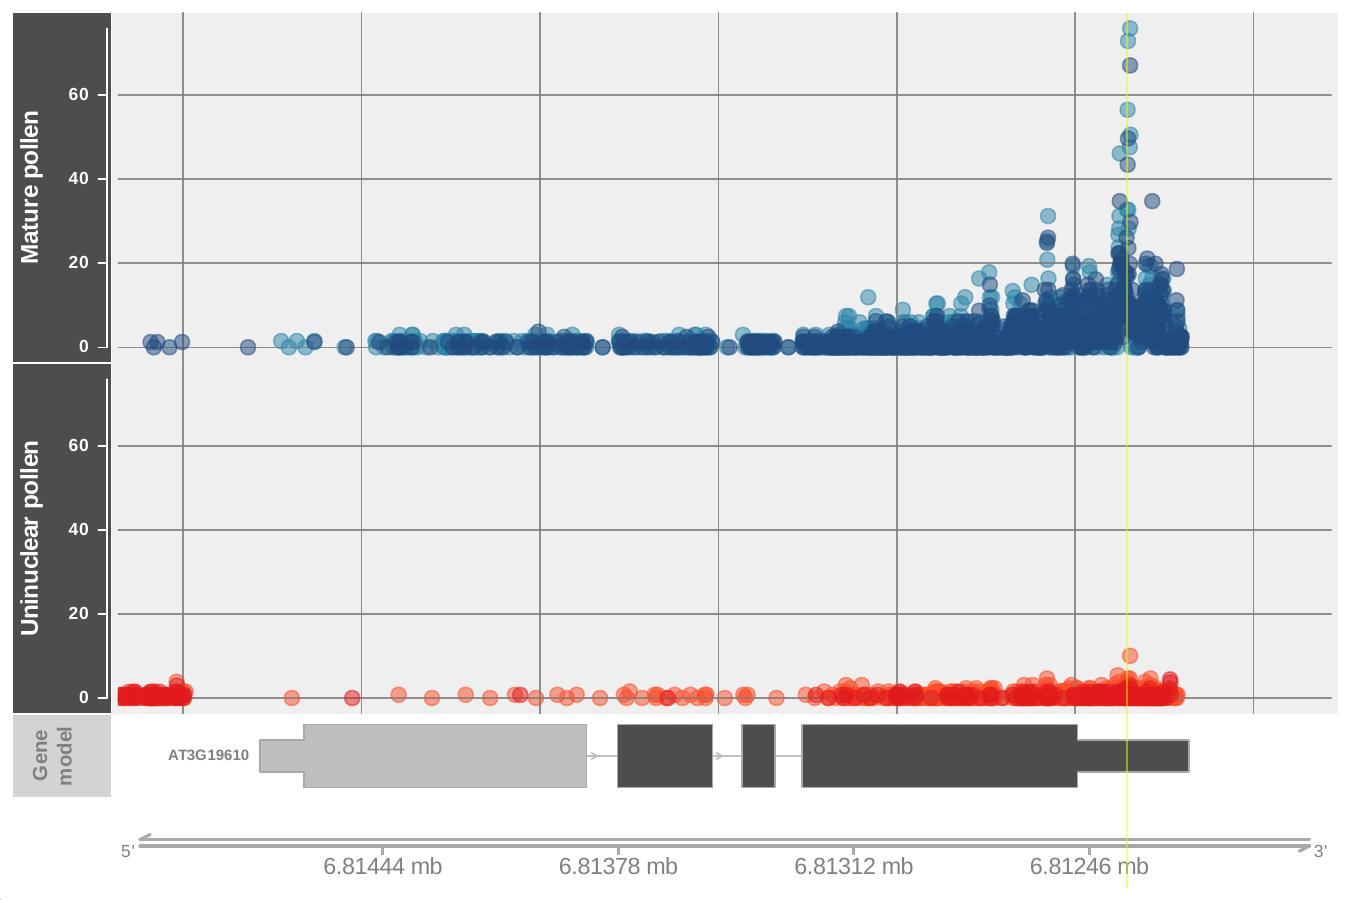 Mature pollen
60
40
20
0
Uninuclear pollen
60
40
20
0
Gene
model
AT3G19610
5'
3'
6.81444 mb
6.81378 mb
6.81312 mb
6.81246 mb